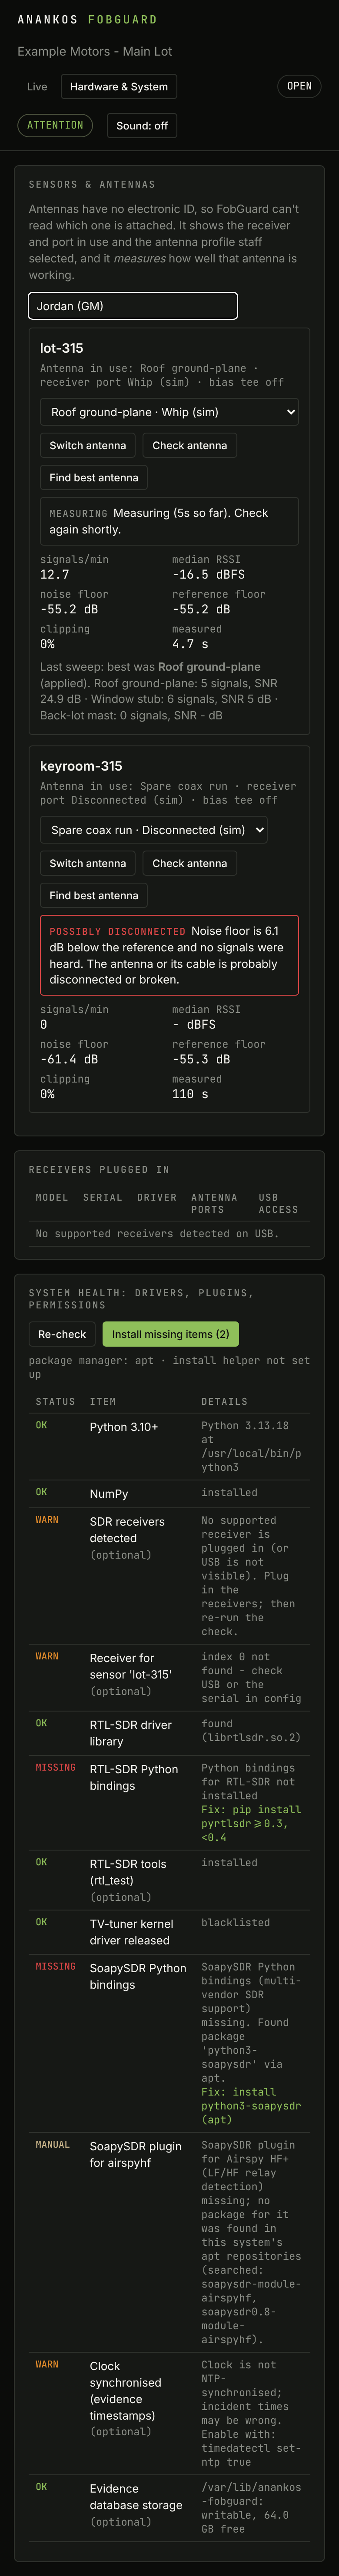 ANANKOS FOBGUARD
Example Motors - Main Lot
Live
Hardware & System
OPEN
ATTENTION
Sound: off
SENSORS & ANTENNAS
Antennas have no electronic ID, so FobGuard can't
read which one is attached. It shows the receiver
and port in use and the antenna profile staff
selected, and it measures how well that antenna is
working.
Jordan (GM)
lot-315
Antenna in use: Roof ground-plane ·
receiver port Whip (sim) · bias tee off
Roof ground-plane · Whip (sim)
Switch antenna
Check antenna
Find best antenna
MEASURING Measuring (5s so far). Check
again shortly.
signals/min
12.7
median RSSI
-16.5 dBFS
noise floor
-55.2 dB
reference floor
-55.2 dB
clipping
0%
measured
4.7 s
Last sweep: best was Roof ground-plane
(applied). Roof ground-plane: 5 signals, SNR
24.9 dB · Window stub: 6 signals, SNR 5 dB ·
Back-lot mast: 0 signals, SNR - dB
keyroom-315
Antenna in use: Spare coax run · receiver
port Disconnected (sim) · bias tee off
Spare coax run · Disconnected (sim)
Switch antenna
Check antenna
Find best antenna
POSSIBLY DISCONNECTED Noise floor is 6.1
dB below the reference and no signals were
heard. The antenna or its cable is probably
disconnected or broken.
signals/min
0
median RSSI
- dBFS
noise floor
-61.4 dB
reference floor
-55.3 dB
clipping
0%
measured
110 s
RECEIVERS PLUGGED IN
MODEL SERIAL DRIVER ANTENNA PORTS USB ACCESS
No supported receivers detected on USB.
SYSTEM HEALTH: DRIVERS, PLUGINS,
PERMISSIONS
Re-check
Install missing items (2)
package manager: apt · install helper not set
up
STATUS ITEM DETAILS
OK
Python 3.10+
Python 3.13.18
at
/usr/local/bin/p
ython3
OK
NumPy
installed
WARN
SDR receivers
detected
(optional)
No supported
receiver is
plugged in (or
USB is not
visible). Plug
in the
receivers; then
re-run the
check.
WARN
Receiver for
sensor 'lot-315'
(optional)
index 0 not
found - check
USB or the
serial in config
OK
RTL-SDR driver
library
found
(librtlsdr.so.2)
MISSING
RTL-SDR Python
bindings
Python bindings
for RTL-SDR not
installed
Fix: pip install
pyrtlsdr>=0.3,
<0.4
OK
RTL-SDR tools
(rtl_test)
(optional)
installed
OK
TV-tuner kernel
driver released
blacklisted
MISSING
SoapySDR Python
bindings
SoapySDR Python
bindings (multi-
vendor SDR
support)
missing. Found
package
'python3-
soapysdr' via
apt.
Fix: install
python3-soapysdr
(apt)
MANUAL
SoapySDR plugin
for airspyhf
SoapySDR plugin
for Airspy HF+
(LF/HF relay
detection)
missing; no
package for it
was found in
this system's
apt repositories
(searched:
soapysdr-module-
airspyhf,
soapysdr0.8-
module-
airspyhf).
WARN
Clock
synchronised
(evidence
timestamps)
(optional)
Clock is not
NTP-
synchronised;
incident times
may be wrong.
Enable with:
timedatectl set-
ntp true
OK
Evidence
database storage
(optional)
/var/lib/anankos
-fobguard:
writable, 64.0
GB free